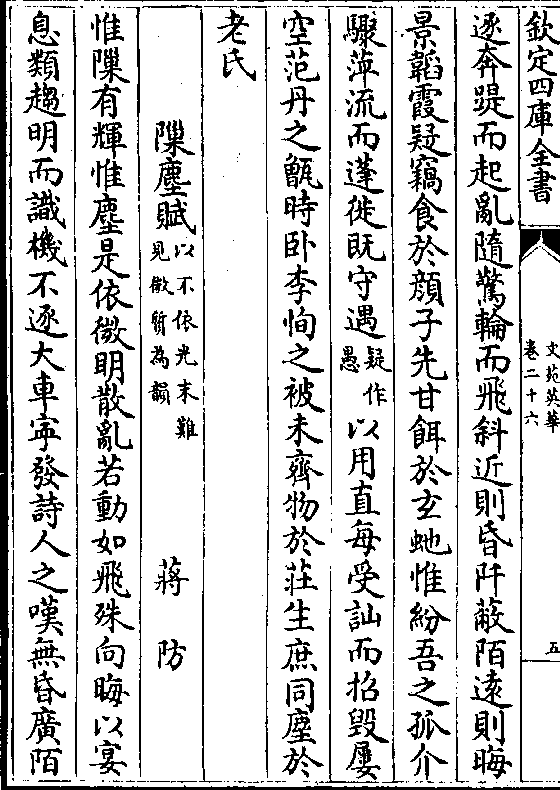 欽定四庫全書
文苑英華
卷二十六
五
逐奔踶而起亂隨驚輪而飛斜近則昏阡蔽陌遠則晦
景韜霞疑竊食於顔子先甘餌於玄虵惟紛吾之孤介
驟萍流而蓬徙既守遇疑作愚以用直每受訕而招毀屢
空范丹之甑時卧李恂之被未齊物於莊生庶同塵於
老氏
隟塵賦以不依光末難見㣲質為韻 蔣防
惟隟有輝惟塵是依㣲明散亂若動如飛殊向晦以宴
息類趨明而識機不逐大車寜發詩人之嘆無昏廣陌